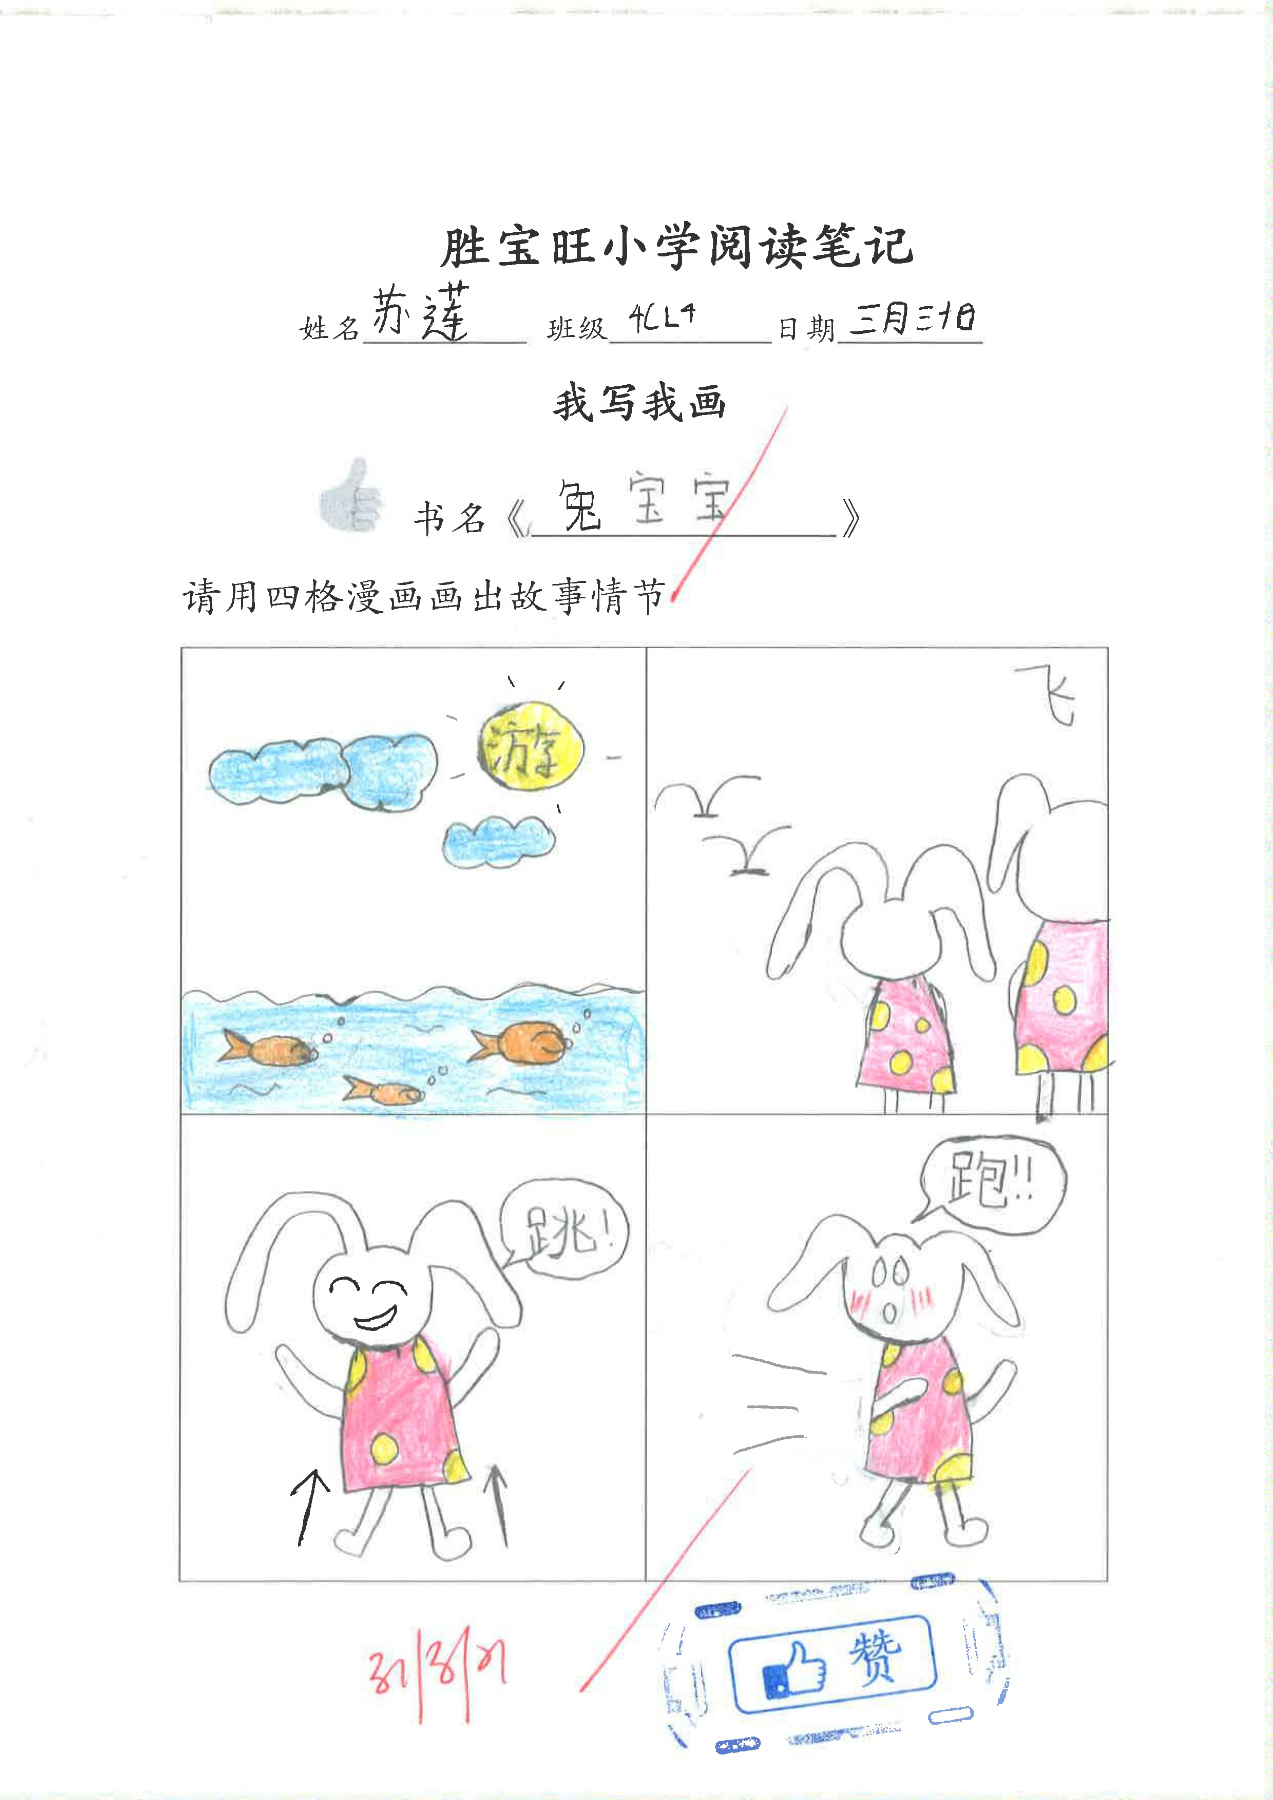 胜宝旺小学阅读笔记
姓名 苏莲 班级 4CL4 日期 三月三十日
我写我画
书名《兔宝宝》
请用四格漫画画出故事情节
游
飞
跳!
跑!!
31/3/21
赞